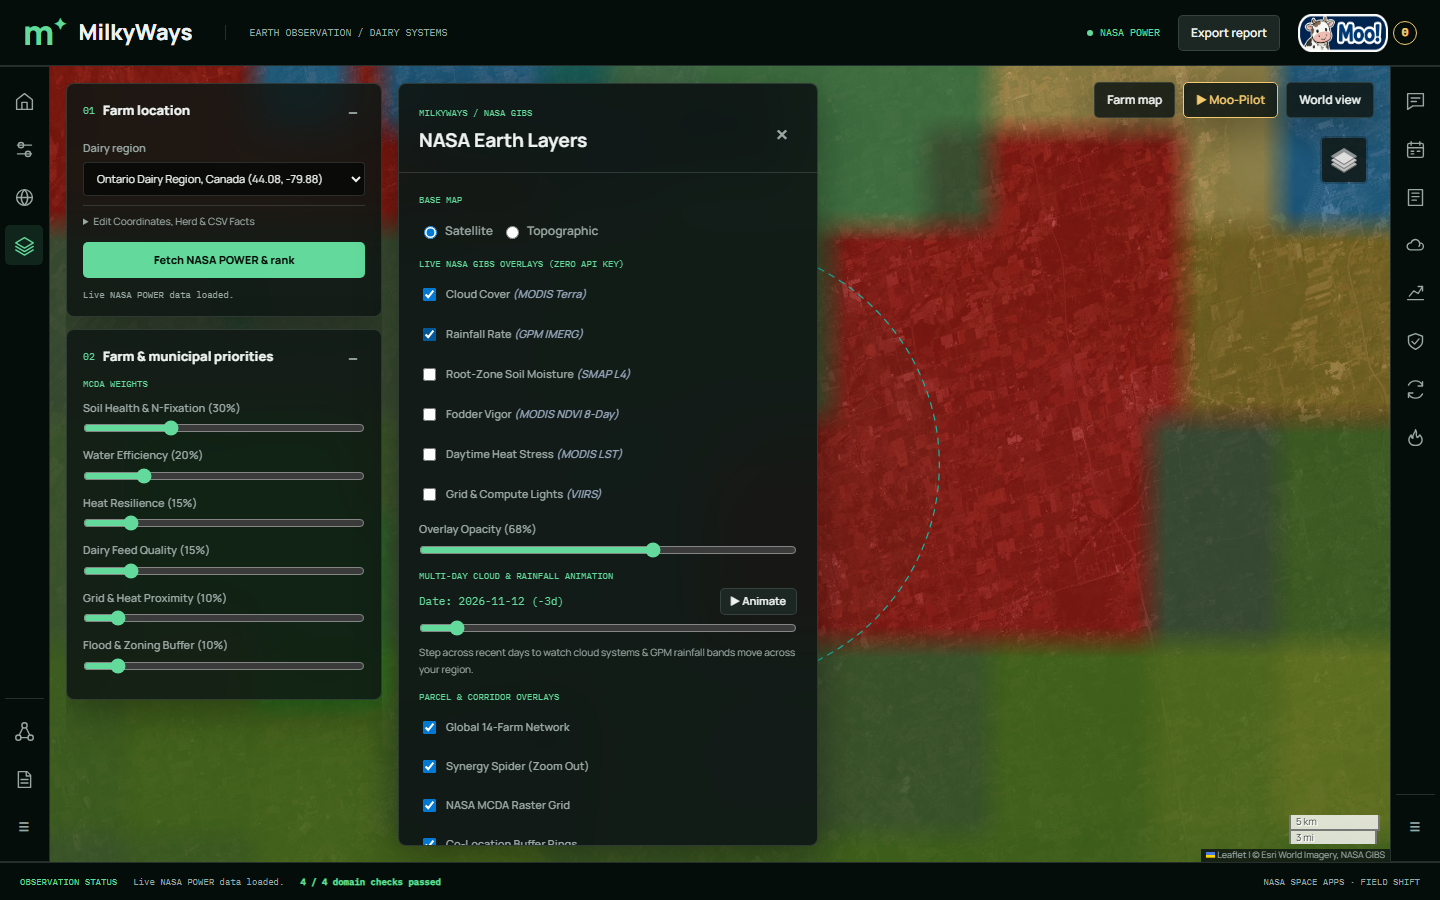 m MilkyWays
EARTH OBSERVATION / DAIRY SYSTEMS
NASA POWER
Export report
Moo!
0
01 Farm location
Dairy region
Ontario Dairy Region, Canada (44.08, -79.88)
Edit Coordinates, Herd & CSV Facts
Fetch NASA POWER & rank
Live NASA POWER data loaded.
02 Farm & municipal priorities
MCDA WEIGHTS
Soil Health & N-Fixation (30%)
Water Efficiency (20%)
Heat Resilience (15%)
Dairy Feed Quality (15%)
Grid & Heat Proximity (10%)
Flood & Zoning Buffer (10%)
MILKYWAYS / NASA GIBS
NASA Earth Layers
BASE MAP
Satellite Topographic
LIVE NASA GIBS OVERLAYS (ZERO API KEY)
Cloud Cover (MODIS Terra)
Rainfall Rate (GPM IMERG)
Root-Zone Soil Moisture (SMAP L4)
Fodder Vigor (MODIS NDVI 8-Day)
Daytime Heat Stress (MODIS LST)
Grid & Compute Lights (VIIRS)
Overlay Opacity (68%)
MULTI-DAY CLOUD & RAINFALL ANIMATION
Date: 2026-11-12 (-3d)
▶ Animate
Step across recent days to watch cloud systems & GPM rainfall bands move across
your region.
PARCEL & CORRIDOR OVERLAYS
Global 14-Farm Network
Synergy Spider (Zoom Out)
NASA MCDA Raster Grid
Co-Location Buffer Rings
Farm map
▶ Moo-Pilot
World view
5 km
3 mi
Leaflet | © Esri World Imagery, NASA GIBS
OBSERVATION STATUS Live NASA POWER data loaded. 4 / 4 domain checks passed
NASA SPACE APPS · FIELD SHIFT